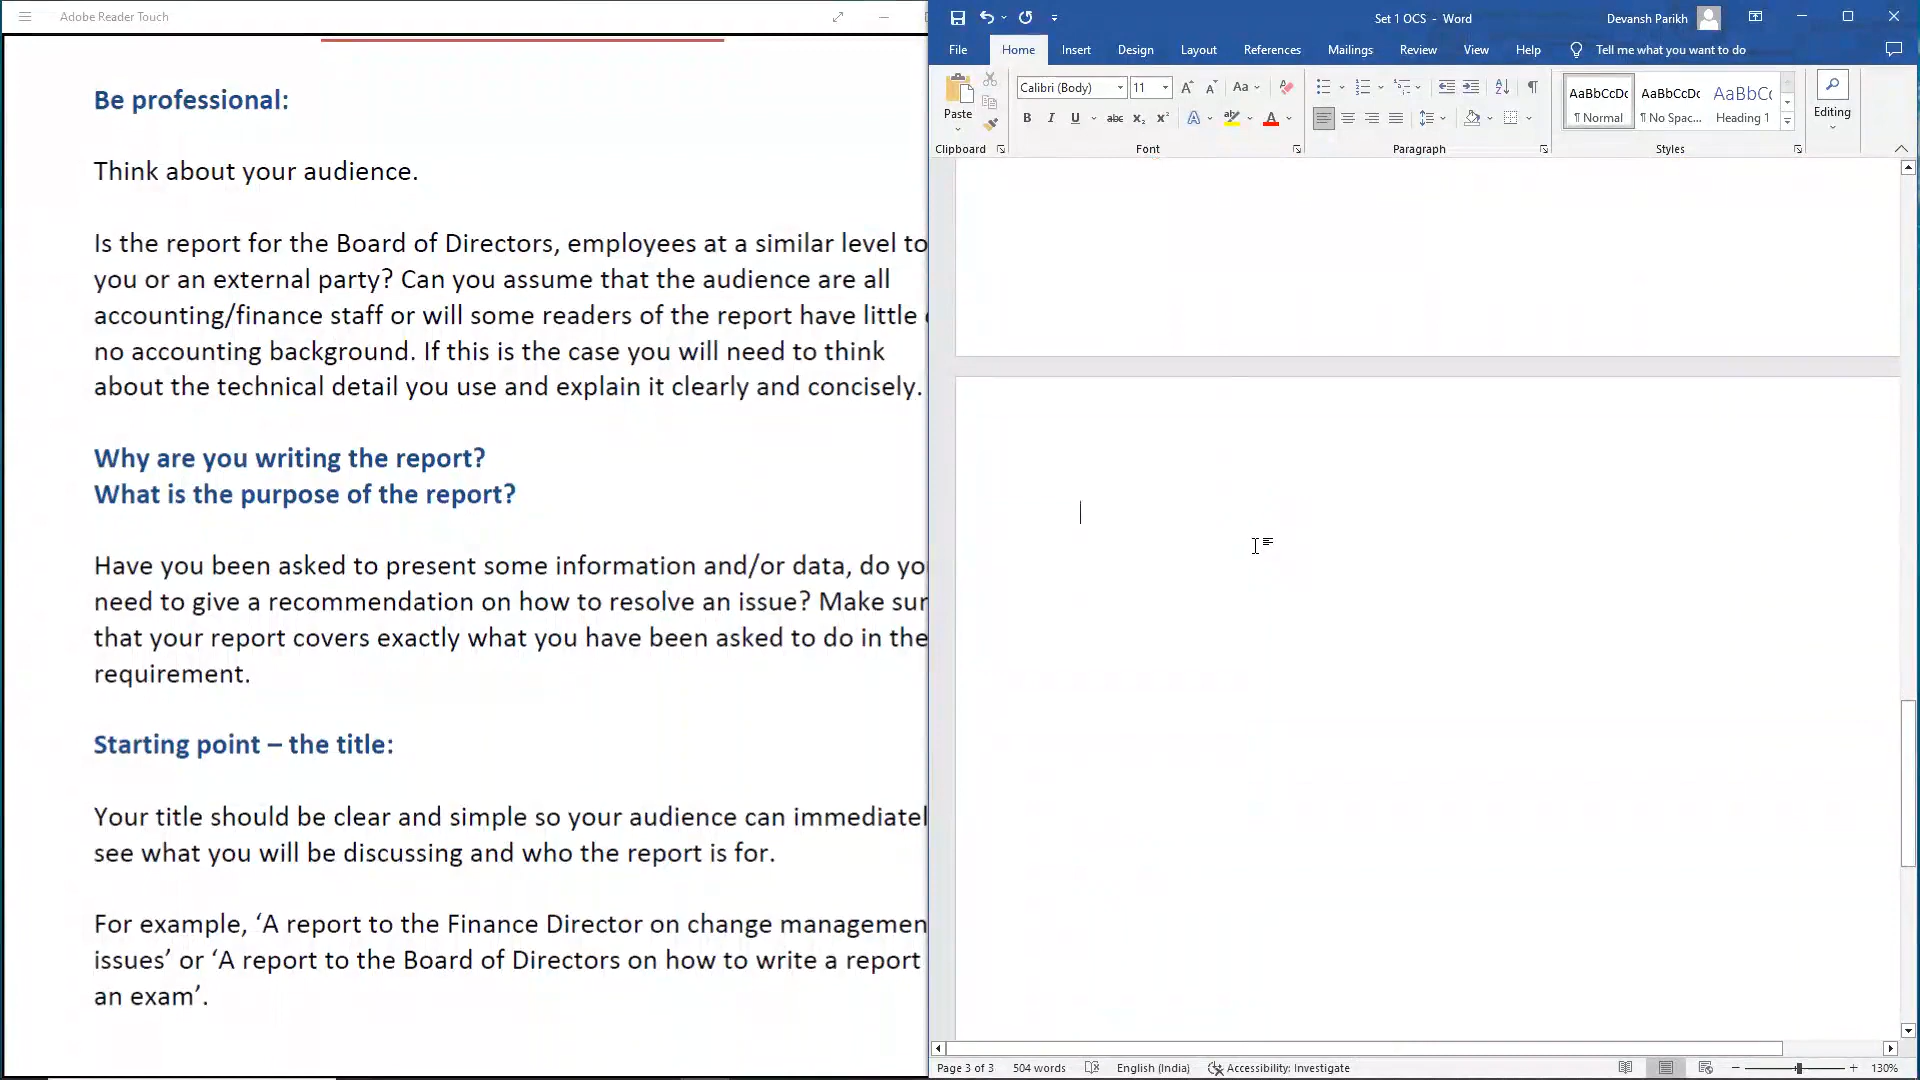 Adobe Reader Touch
Be professional:
Think about your audience.
Is the report for the Board of Directors, employees at a similar level to
you or an external party? Can you assume that the audience are all
accounting/finance staff or will some readers of the report have little
no accounting background. If this is the case you will need to think
about the technical detail you use and explain it clearly and concisely.
Why are you writing the report?
What is the purpose of the report?
Have you been asked to present some information and/or data, do yo
need to give a recommendation on how to resolve an issue? Make sur
that your report covers exactly what you have been asked to do in the
requirement.
Starting point – the title:
Your title should be clear and simple so your audience can immediatel
see what you will be discussing and who the report is for.
For example, ‘A report to the Finance Director on change managemen
issues’ or ‘A report to the Board of Directors on how to write a report
an exam’.
Set 1 OCS - Word
Devansh Parikh
File Home Insert Design Layout References Mailings Review View Help Tell me what you want to do
Paste
Clipboard
Calibri (Body) 11
Font
Paragraph
AaBbCcDc AaBbCcDc AaBbCc
¶ Normal ¶ No Spac... Heading 1
Styles
Editing
Page 3 of 3 504 words English (India) Accessibility: Investigate 130%